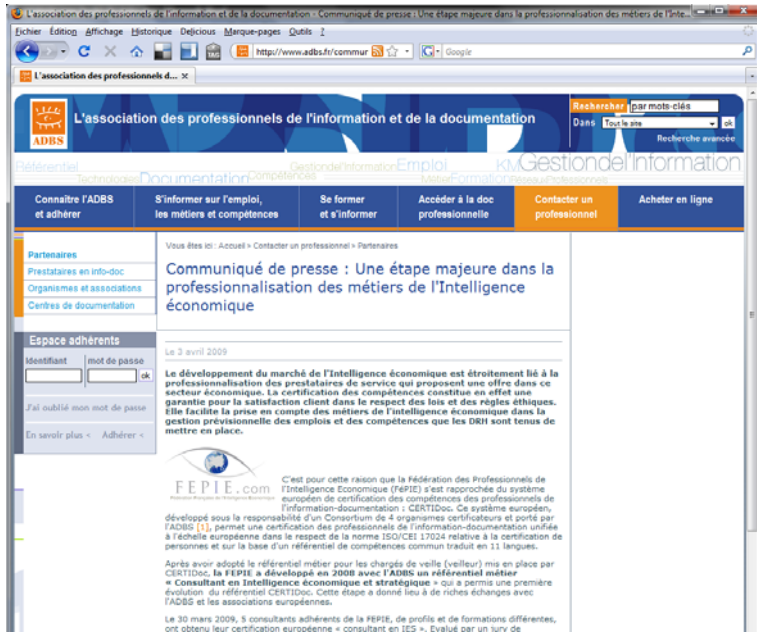 L'association des professionnels de l'information et de la documentation - Communiqué de presse : Une étape majeure dans la professionnalisation des métiers de l'Inte...
Fichier Édition Affichage Historique Delicious Marque-pages Outils ?
http://www.adbs.fr/commur
Google
L'association des professionnels d...
ADBS
L'association des professionnels de l'information et de la documentation
Rechercher par mots-clés
Dans Tout le site ok
Recherche avancée
Référentiel Technologies Documentation Compétences Gestiondel'Information Emploi MétierFormation KM Gestiondel'Information Réseau-Professionnels
Connaître l'ADBS
et adhérer
S'informer sur l'emploi,
les métiers et compétences
Se former
et s'informer
Accéder à la doc
professionnelle
Contacter un
professionnel
Acheter en ligne
Partenaires
Prestataires en info-doc
Organismes et associations
Centres de documentation
Espace adhérents
Identifiant mot de passe
ok
J'ai oublié mon mot de passe
En savoir plus < Adhérer <
Vous êtes ici : Accueil > Contacter un professionnel > Partenaires
Communiqué de presse : Une étape majeure dans la
professionnalisation des métiers de l'Intelligence
économique
Le 3 avril 2009
Le développement du marché de l'Intelligence économique est étroitement lié à la
professionnalisation des prestataires de service qui proposent une offre dans ce
secteur économique. La certification des compétences constitue en effet une
garantie pour la satisfaction client dans le respect des lois et des règles éthiques.
Elle facilite la prise en compte des métiers de l'intelligence économique dans la
gestion prévisionnelle des emplois et des compétences que les DRH sont tenus de
mettre en place.
FEPIE.com
C'est pour cette raison que la Fédération des Professionnels de
l'Intelligence Economique (FéPIE) s'est rapprochée du système
européen de certification des compétences des professionnels de
l'information-documentation : CERTIDoc. Ce système européen,
développé sous la responsabilité d'un Consortium de 4 organismes certificateurs et porté par
l'ADBS [1], permet une certification des professionnels de l'information-documentation unifiée
à l'échelle européenne dans le respect de la norme ISO/CEI 17024 relative à la certification de
personnes et sur la base d'un référentiel de compétences commun traduit en 11 langues.
Après avoir adopté le référentiel métier pour les chargés de veille (veilleur) mis en place par
CERTIDoc, la FEPIE a développé en 2008 avec l'ADBS un référentiel métier
« Consultant en Intelligence économique et stratégique » qui a permis une première
évolution du référentiel CERTIDoc. Cette étape a donné lieu à de riches échanges avec
l'ADBS et les associations européennes.
Le 30 mars 2009, 5 consultants adhérents de la FEPIE, de profils et de formations différentes,
ont obtenu leur certification européenne « consultant en IES ». Evalué par un jury de